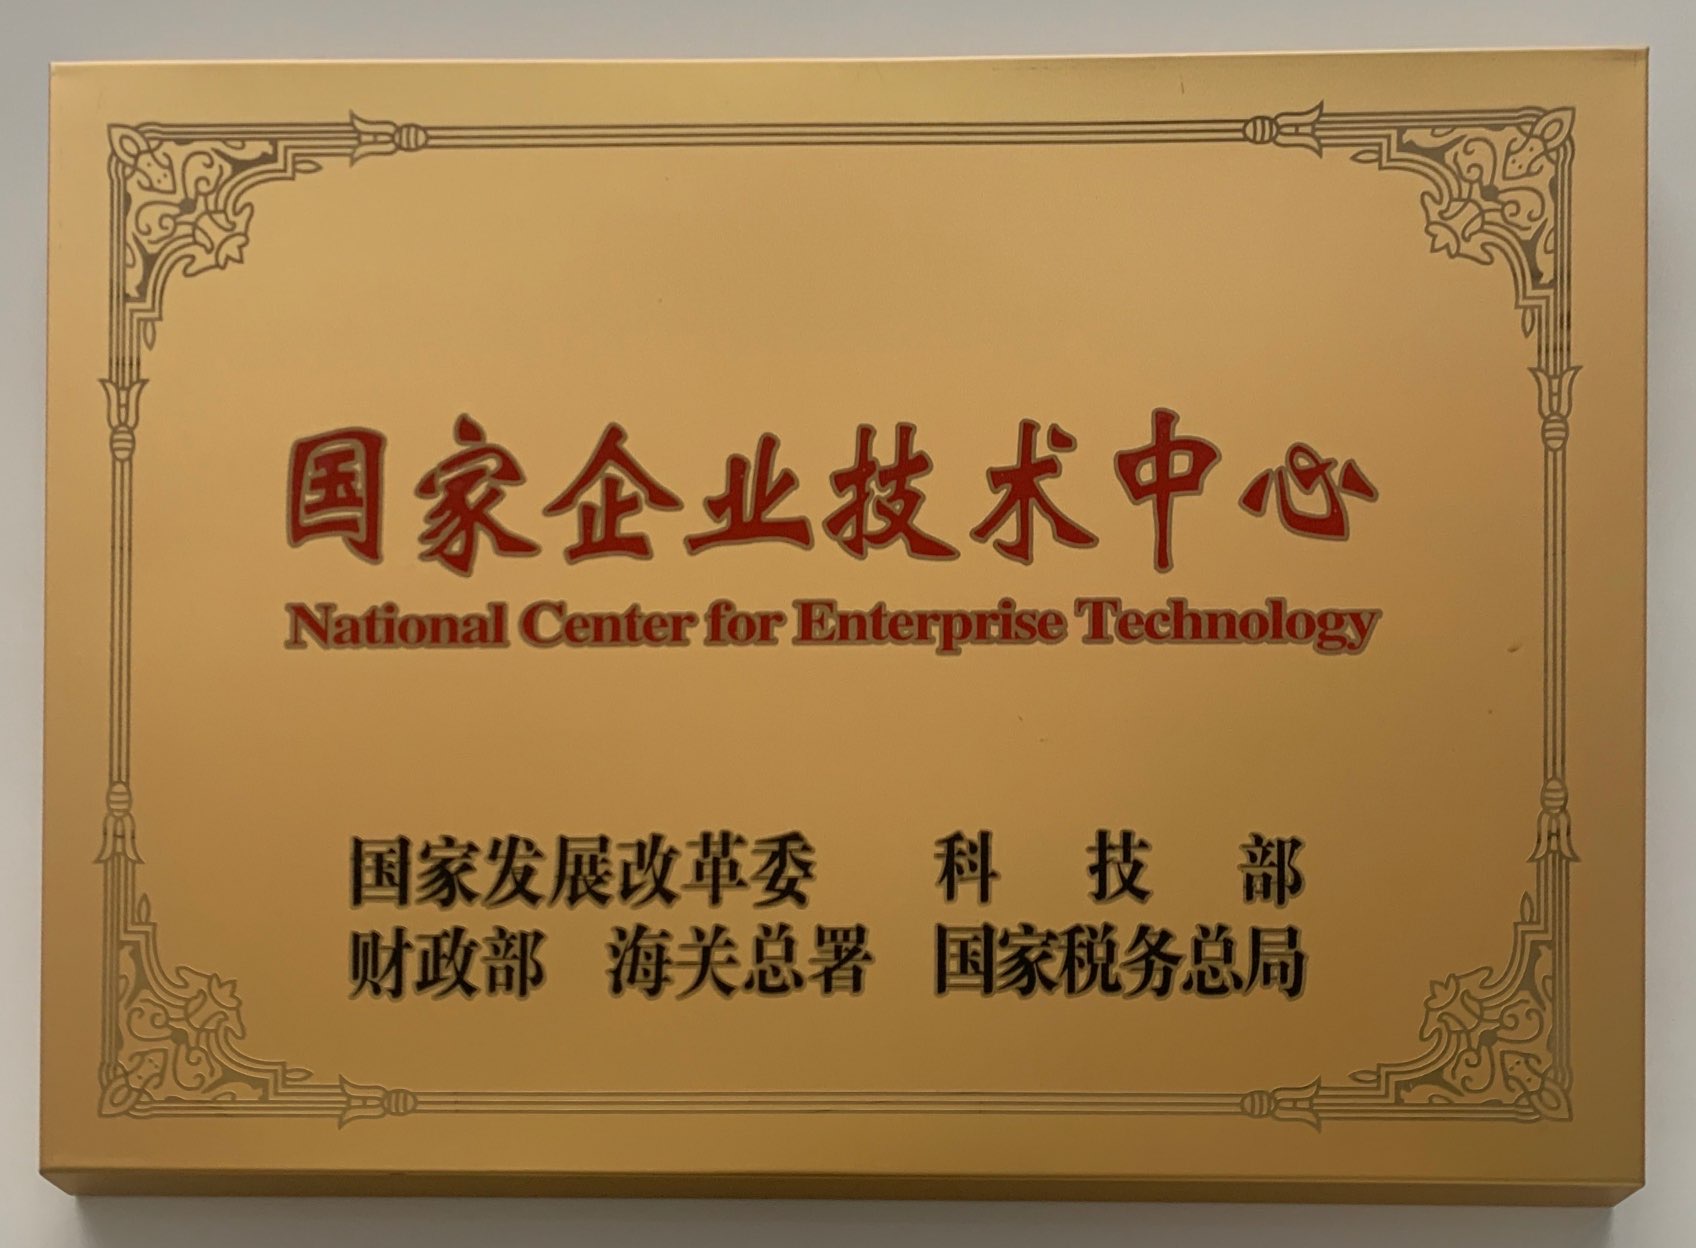 国家企业技术中心
National Center for Enterprise Technology
国家发展改革委 科技部
财政部 海关总署 国家税务总局